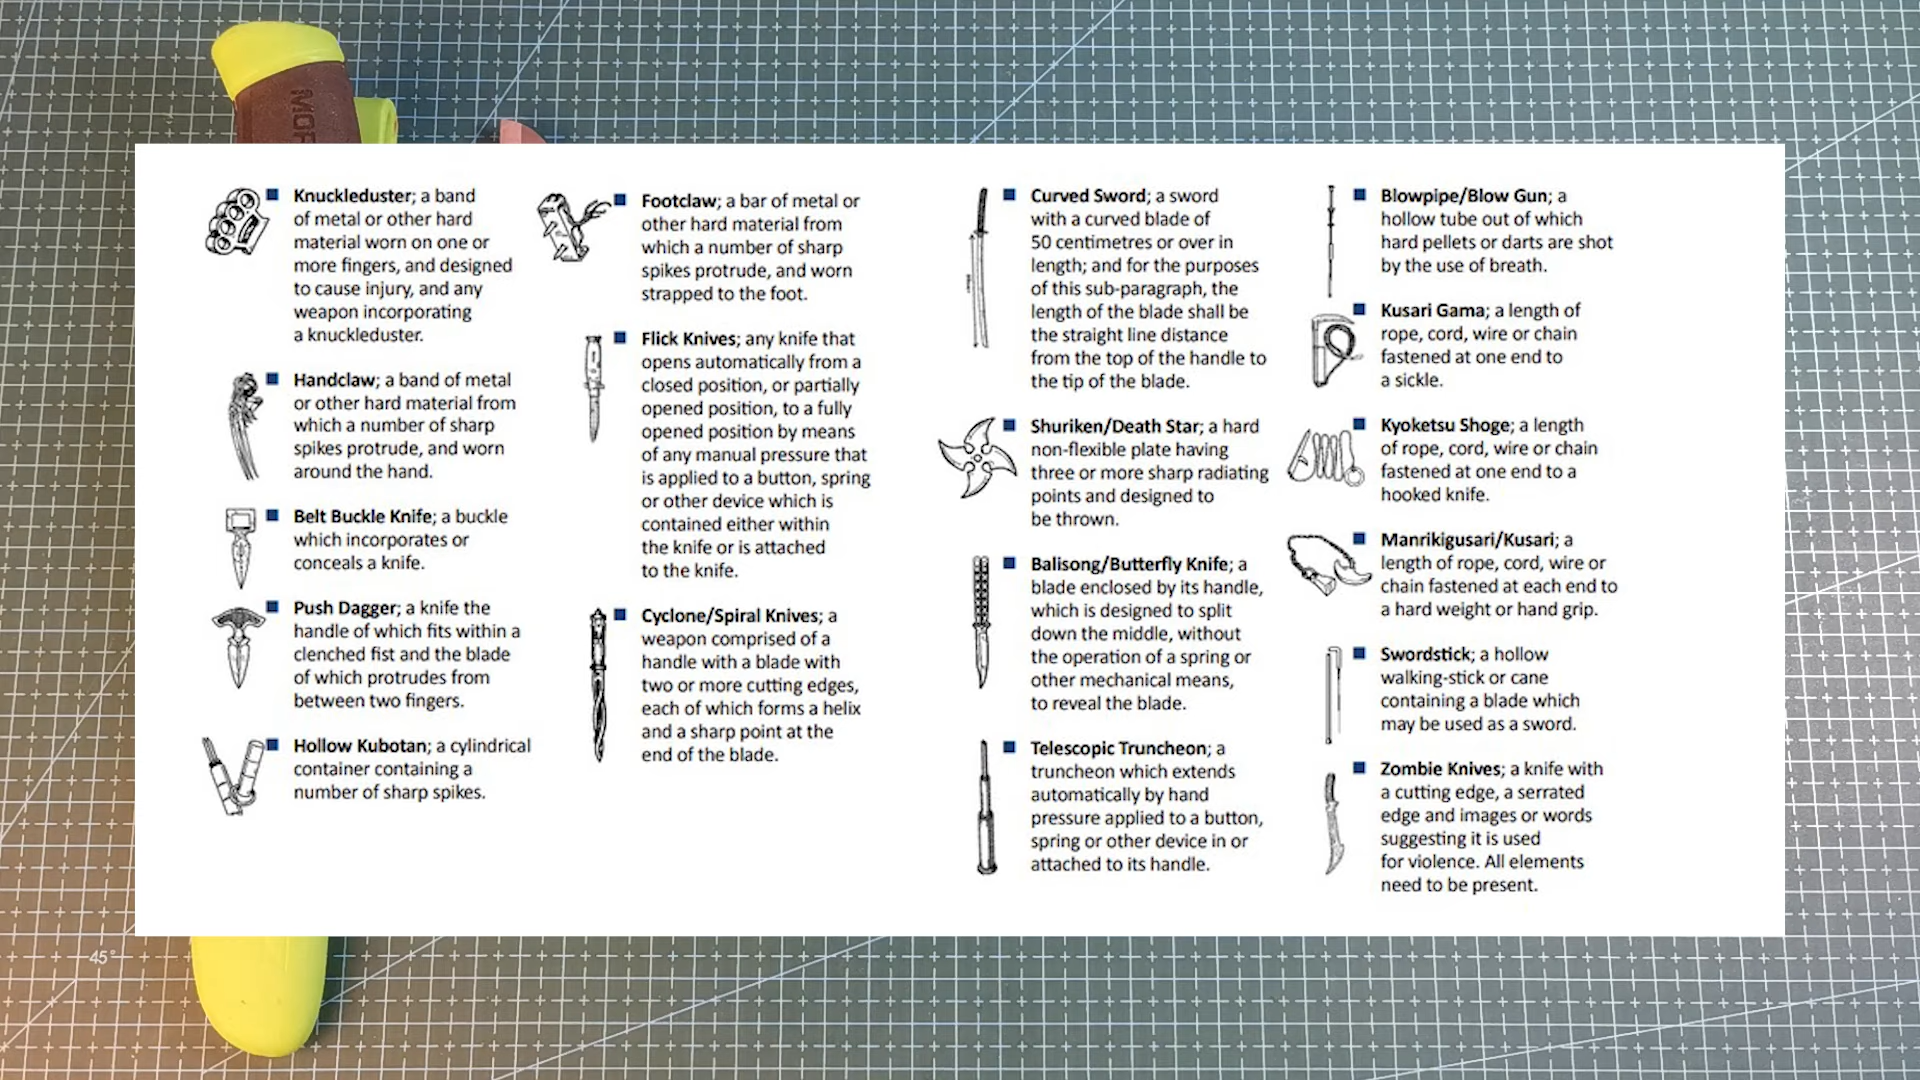 Knuckleduster; a band
of metal or other hard
material worn on one or
more fingers, and designed
to cause injury, and any
weapon incorporating
a knuckleduster.
Handclaw; a band of metal
or other hard material from
which a number of sharp
spikes protrude, and worn
around the hand.
Belt Buckle Knife; a buckle
which incorporates or
conceals a knife.
Push Dagger; a knife the
handle of which fits within a
clenched fist and the blade
of which protrudes from
between two fingers.
Hollow Kubotan; a cylindrical
container containing a
number of sharp spikes.
Footclaw; a bar of metal or
other hard material from
which a number of sharp
spikes protrude, and worn
strapped to the foot.
Flick Knives; any knife that
opens automatically from a
closed position, or partially
opened position, to a fully
opened position by means
of any manual pressure that
is applied to a button, spring
or other device which is
contained either within
the knife or is attached
to the knife.
Cyclone/Spiral Knives; a
weapon comprised of a
handle with a blade with
two or more cutting edges,
each of which forms a helix
and a sharp point at the
end of the blade.
Curved Sword; a sword
with a curved blade of
50 centimetres or over in
length; and for the purposes
of this sub-paragraph, the
length of the blade shall be
the straight line distance
from the top of the handle to
the tip of the blade.
Shuriken/Death Star; a hard
non-flexible plate having
three or more sharp radiating
points and designed to
be thrown.
Balisong/Butterfly Knife; a
blade enclosed by its handle,
which is designed to split
down the middle, without
the operation of a spring or
other mechanical means,
to reveal the blade.
Telescopic Truncheon; a
truncheon which extends
automatically by hand
pressure applied to a button,
spring or other device in or
attached to its handle.
Blowpipe/Blow Gun; a
hollow tube out of which
hard pellets or darts are shot
by the use of breath.
Kusari Gama; a length of
rope, cord, wire or chain
fastened at one end to
a sickle.
Kyoketsu Shoge; a length
of rope, cord, wire or chain
fastened at one end to a
hooked knife.
Manrikigusari/Kusari; a
length of rope, cord, wire or
chain fastened at each end to
a hard weight or hand grip.
Swordstick; a hollow
walking-stick or cane
containing a blade which
may be used as a sword.
Zombie Knives; a knife with
a cutting edge, a serrated
edge and images or words
suggesting it is used
for violence. All elements
need to be present.
45°